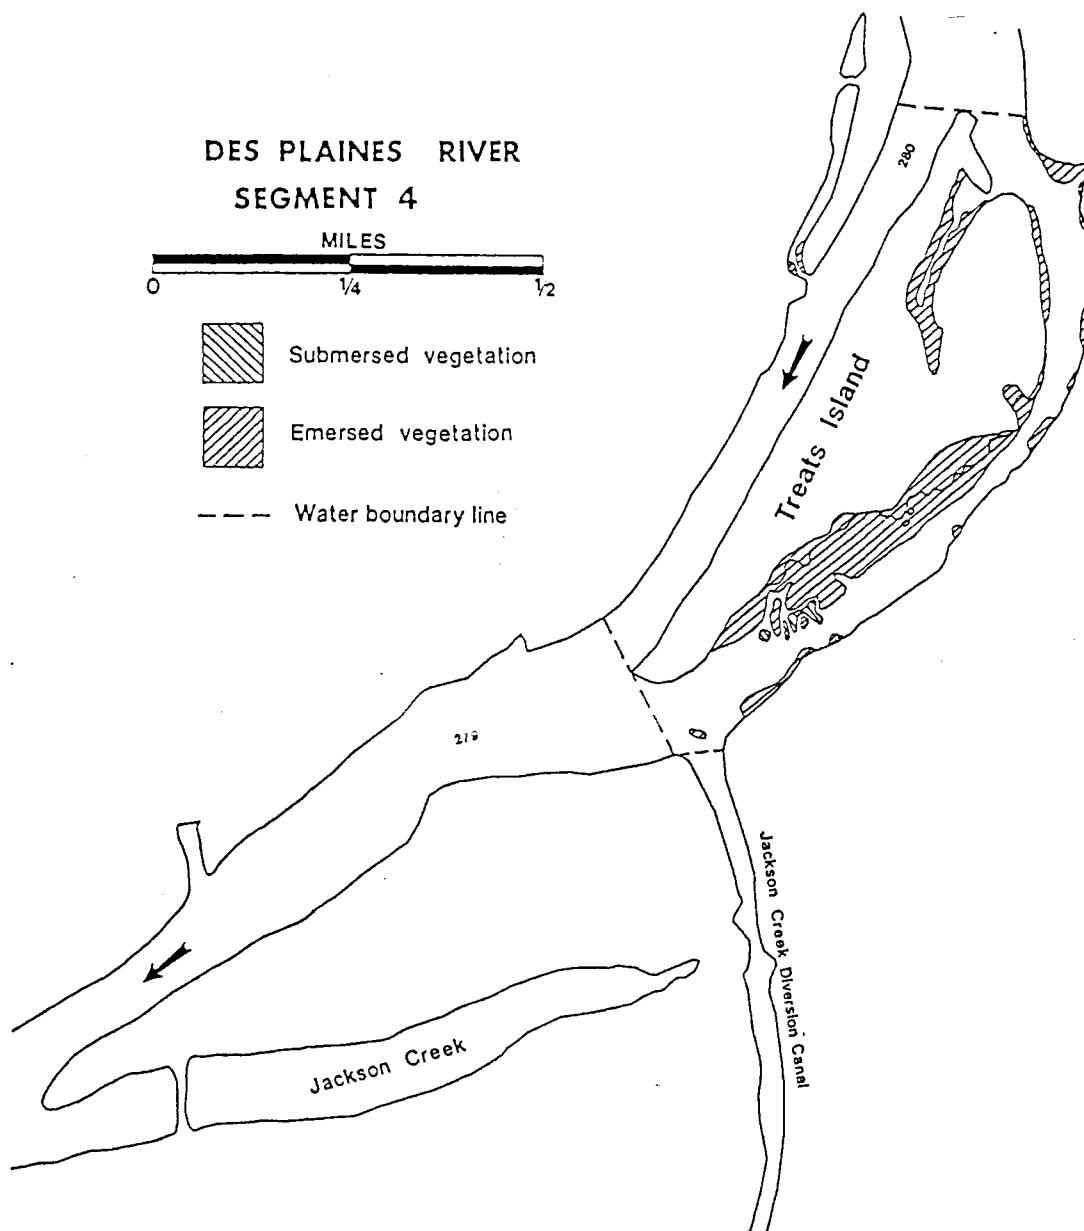 DES PLAINES RIVER
SEGMENT 4
MILES
0 1/4 1/2
Submersed vegetation
Emersed vegetation
Water boundary line
280
Treats Island
279
Jackson Creek Diversion Canal
Jackson Creek